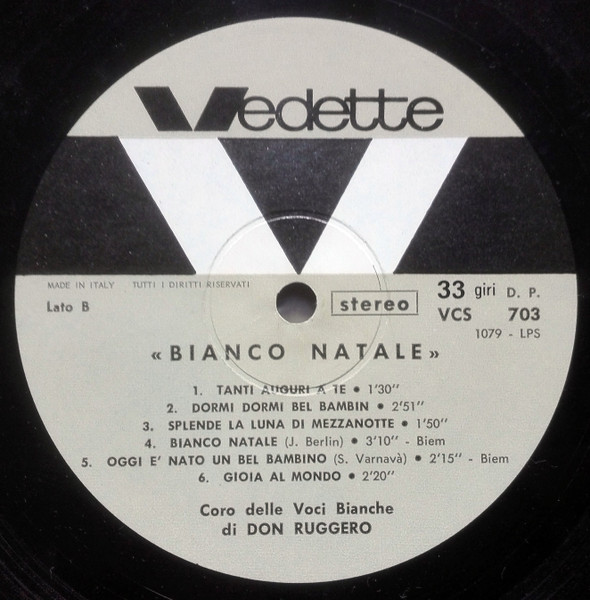 Vedette
MADE IN ITALY TUTTI I DIRITTI RISERVATI
Lato B
stereo
33 giri D. P.
VCS 703
1079 - LPS
«BIANCO NATALE»
1. TANTI AUGURI A TE • 1'30''
2. DORMI DORMI BEL BAMBIN • 2'51''
3. SPLENDE LA LUNA DI MEZZANOTTE • 1'50''
4. BIANCO NATALE (J. Berlin) • 3'10'' - Biem
5. OGGI E' NATO UN BEL BAMBINO (S. Varnavà) • 2'15'' - Biem
6. GIOIA AL MONDO • 2'20''
Coro delle Voci Bianche
di DON RUGGERO